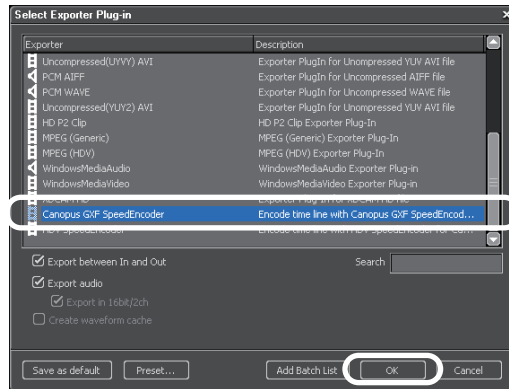 Select Exporter Plug-in
Exporter Description
Uncompressed(UYVY) AVI Exporter PlugIn for Uncompressed YUV AVI file
PCM AIFF Exporter PlugIn for Uncompressed AIFF file
PCM WAVE Exporter PlugIn for Uncompressed WAVE file
Uncompressed(YUY2) AVI Exporter PlugIn for Uncompressed YUV AVI file
HD P2 Clip HD P2 Clip Exporter Plug-In
MPEG (Generic) MPEG (Generic) Exporter Plug-In
MPEG (HDV) MPEG (HDV) Exporter Plug-In
WindowsMediaAudio WindowsMediaAudio Exporter Plug-in
WindowsMediaVideo WindowsMediaVideo Exporter Plug-in
Canopus GXF SpeedEncoder Encode time line with Canopus GXF SpeedEncod...
Export between In and Out Search
Export audio
Export in 16bit/2ch
Create waveform cache
Save as default Preset... Add Batch List OK Cancel